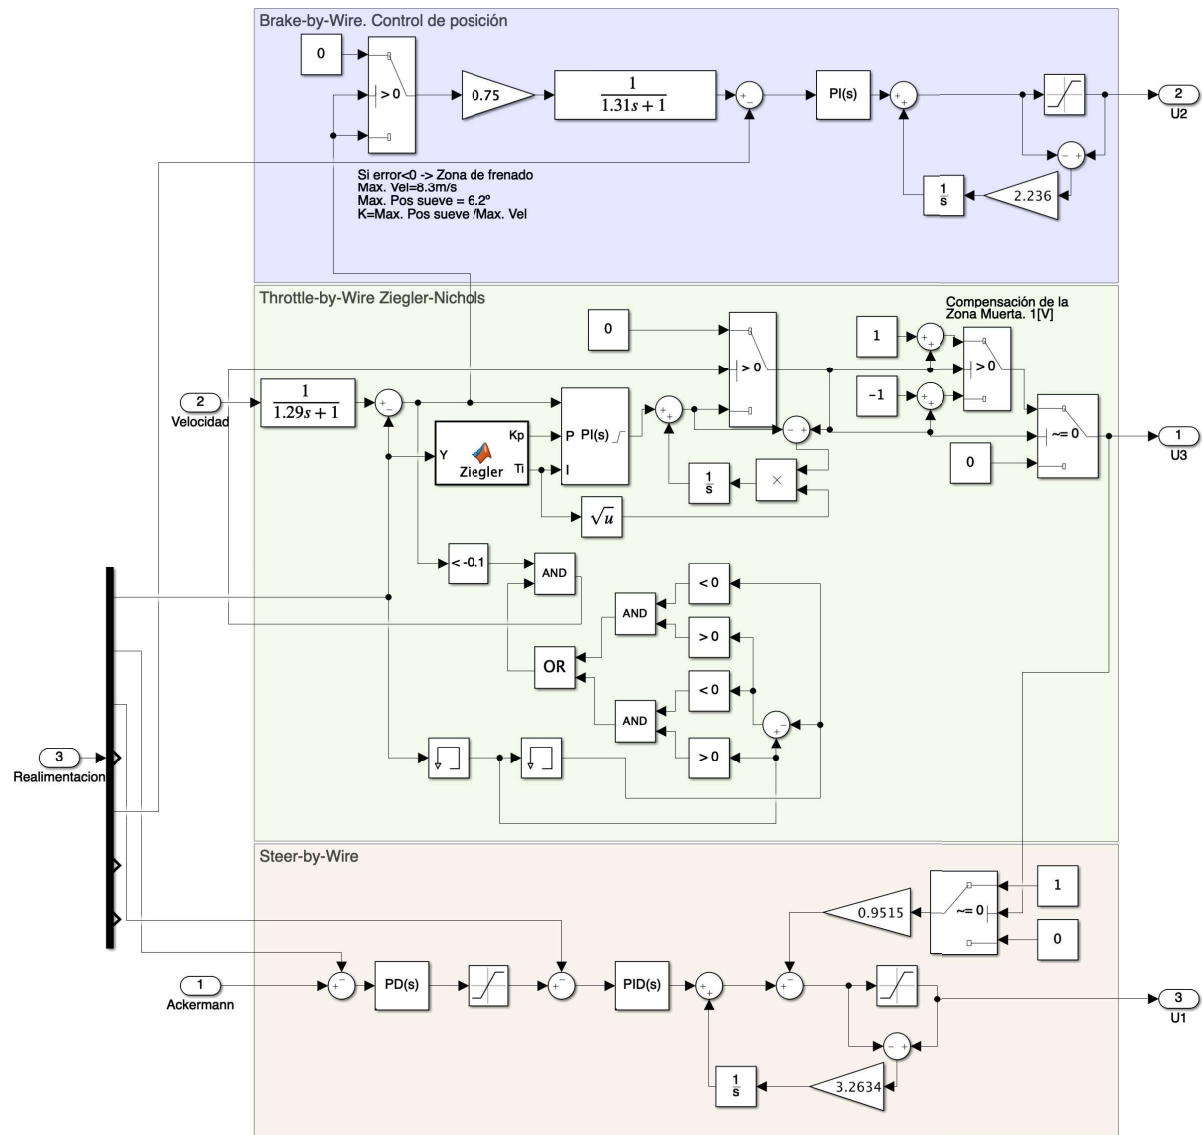 Brake-by-Wire. Control de posición
0
> 0
0.75
1
1.31s + 1
+
-
PI(s)
+
+
2
U2
- +
1
s
2.236
Si error<0 -> Zona de frenado
Max. Vel=8.3m/s
Max. Pos sueve = 6.2º
K=Max. Pos sueve /Max. Vel
Throttle-by-Wire Ziegler-Nichols
Compensación de la
Zona Muerta. 1[V]
0
> 0
1
+
+
> 0
-1
+
+
~= 0
0
1
U3
2
Velocidad
1
1.29s + 1
+
-
Y
Kp
Ti
Ziegler
P
I
PI(s)
+
+
- +
1
s
×
√u
< -0.1
AND
< 0
AND
> 0
OR
< 0
AND
> 0
+
-
3
Realimentacion
Steer-by-Wire
1
0.9515
~= 0
0
1
Ackermann
+
-
PD(s)
+
-
PID(s)
+
+
+
-
3
U1
- +
1
s
3.2634